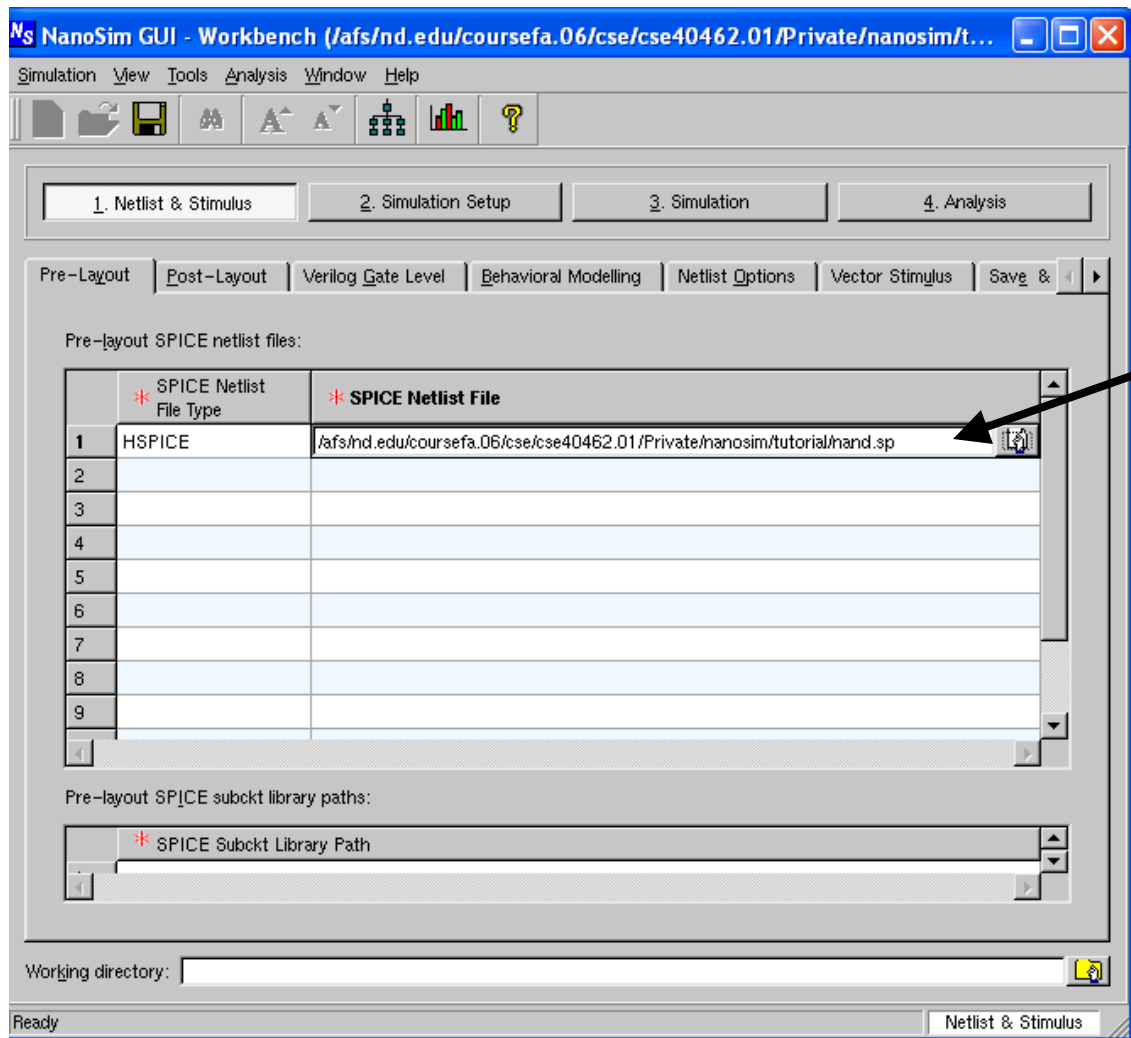 NS NanoSim GUI - Workbench (/afs/nd.edu/coursefa.06/cse/cse40462.01/Private/nanosim/t...
Simulation View Tools Analysis Window Help
1. Netlist & Stimulus 2. Simulation Setup 3. Simulation 4. Analysis
Pre-Layout Post-Layout Verilog Gate Level Behavioral Modelling Netlist Options Vector Stimulus Save &
Pre-layout SPICE netlist files:
* SPICE Netlist File Type * SPICE Netlist File
1 HSPICE /afs/nd.edu/coursefa.06/cse/cse40462.01/Private/nanosim/tutorial/nand.sp
2
3
4
5
6
7
8
9
Pre-layout SPICE subckt library paths:
* SPICE Subckt Library Path
Working directory:
Ready Netlist & Stimulus